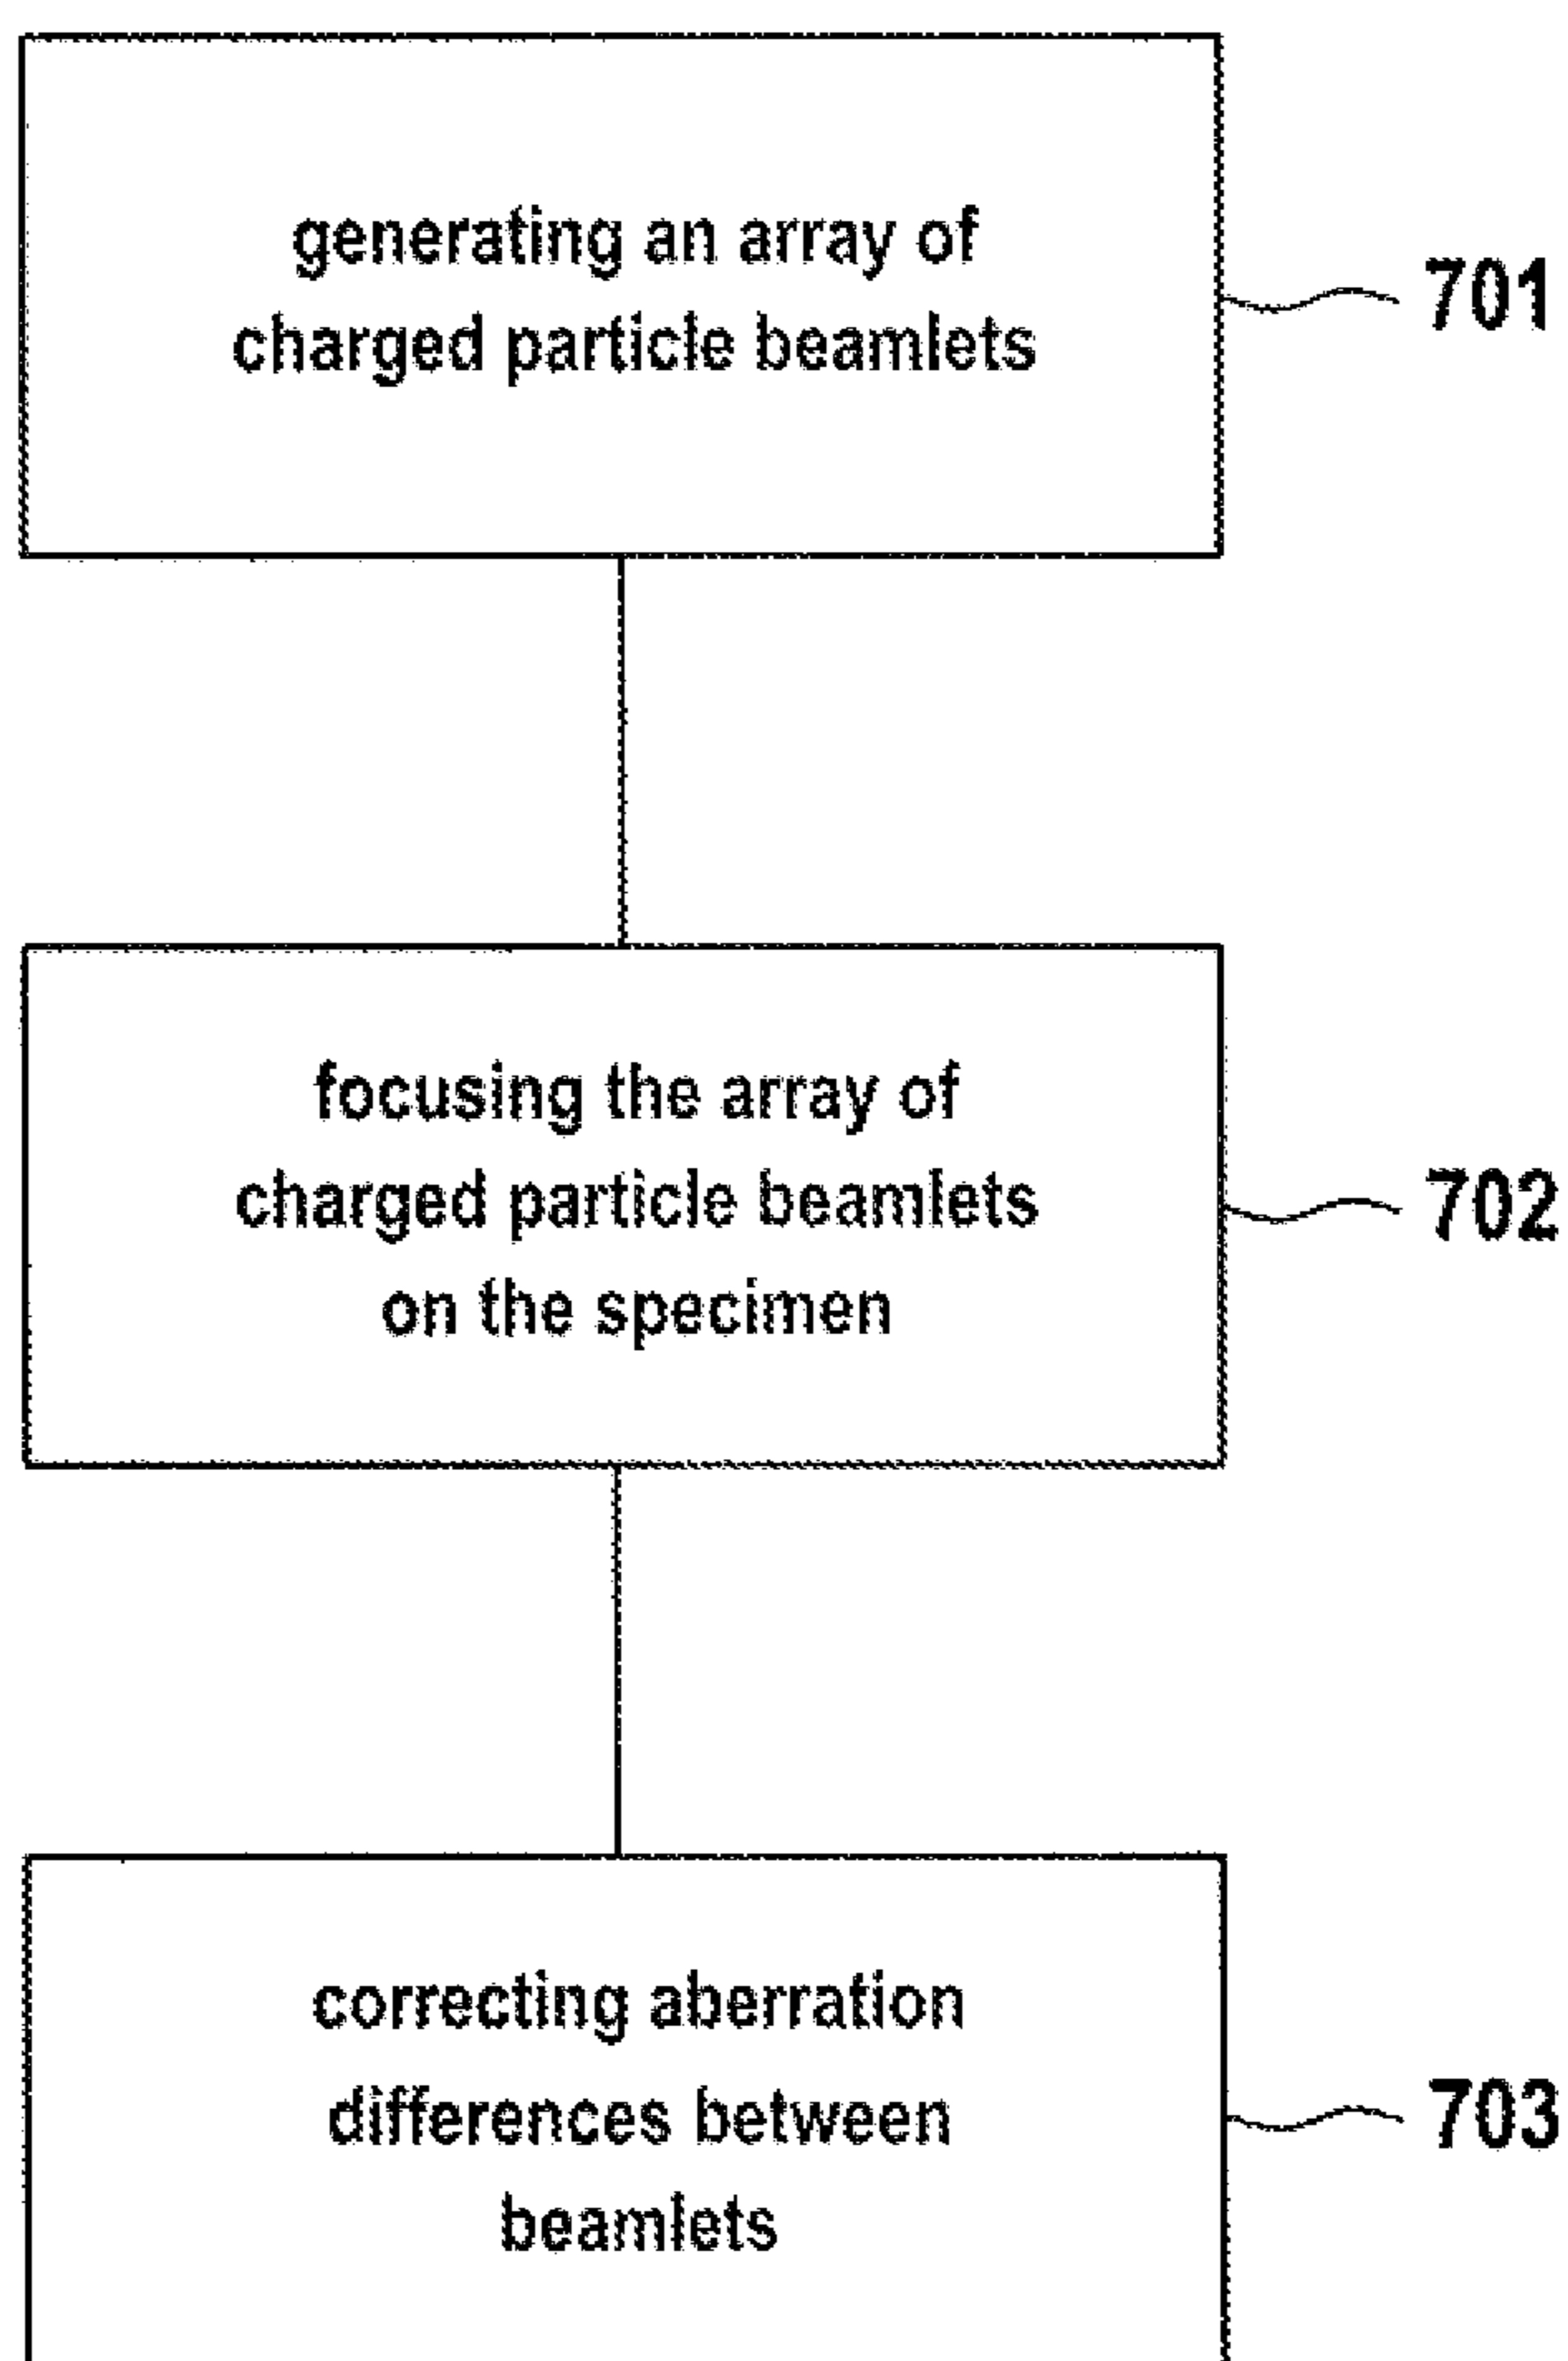 generating an array of
charged particle beamlets
701
focusing the array of
charged particle beamlets
on the specimen
702
correcting aberration
differences between
beamlets
703